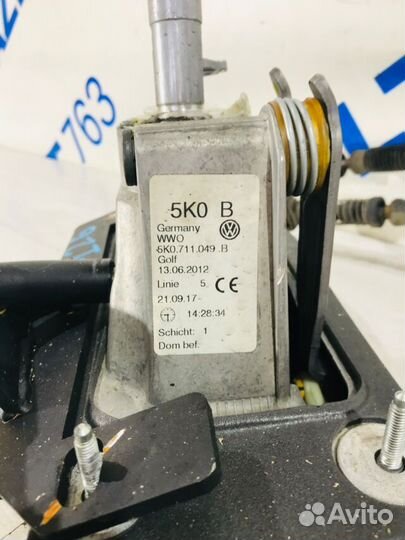 5K0 B
Germany
WWO
5K0.711.049 .B
Golf
13.06.2012
Linie 5
CE
21.09.17-
14:28:34
Schicht: 1
Dom bef.
763
Avito